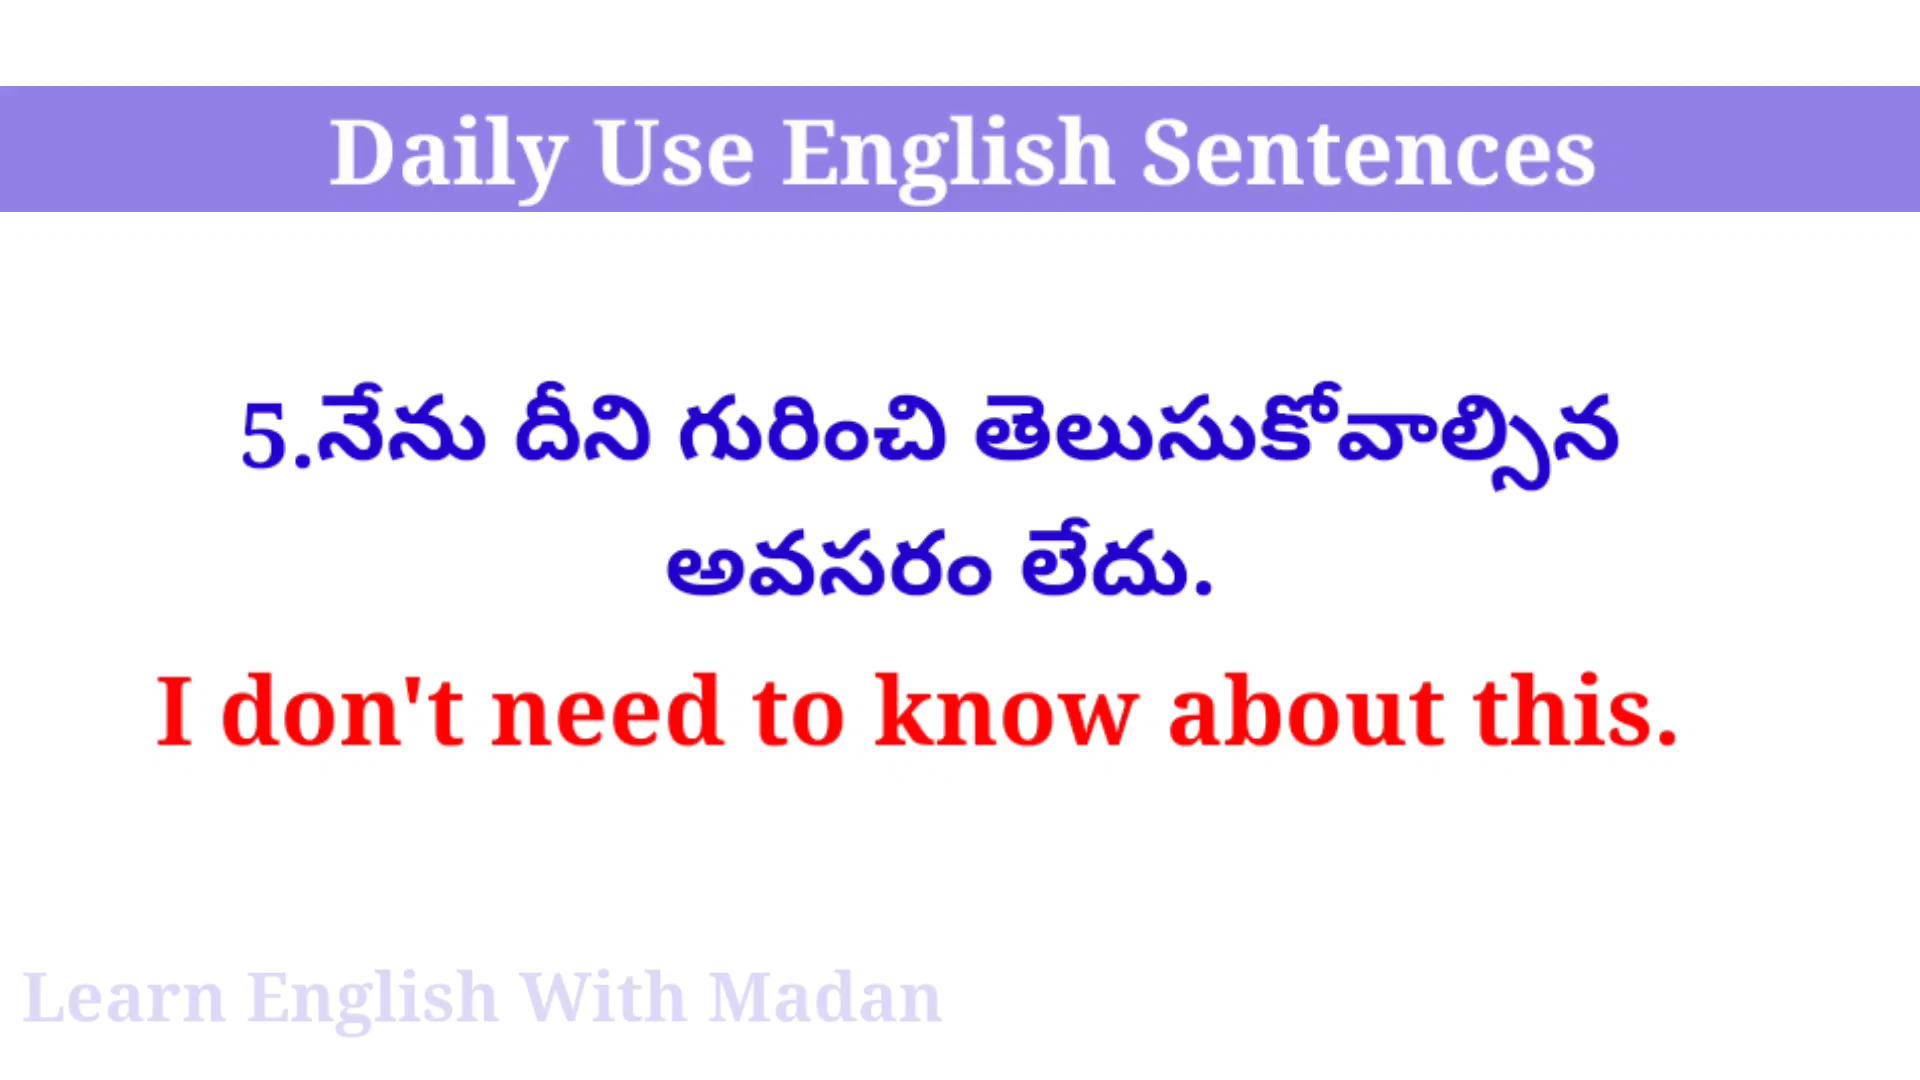 Daily Use English Sentences
5.నేను దీని గురించి తెలుసుకోవాల్సిన
అవసరం లేదు.
I don't need to know about this.
Learn English With Madan